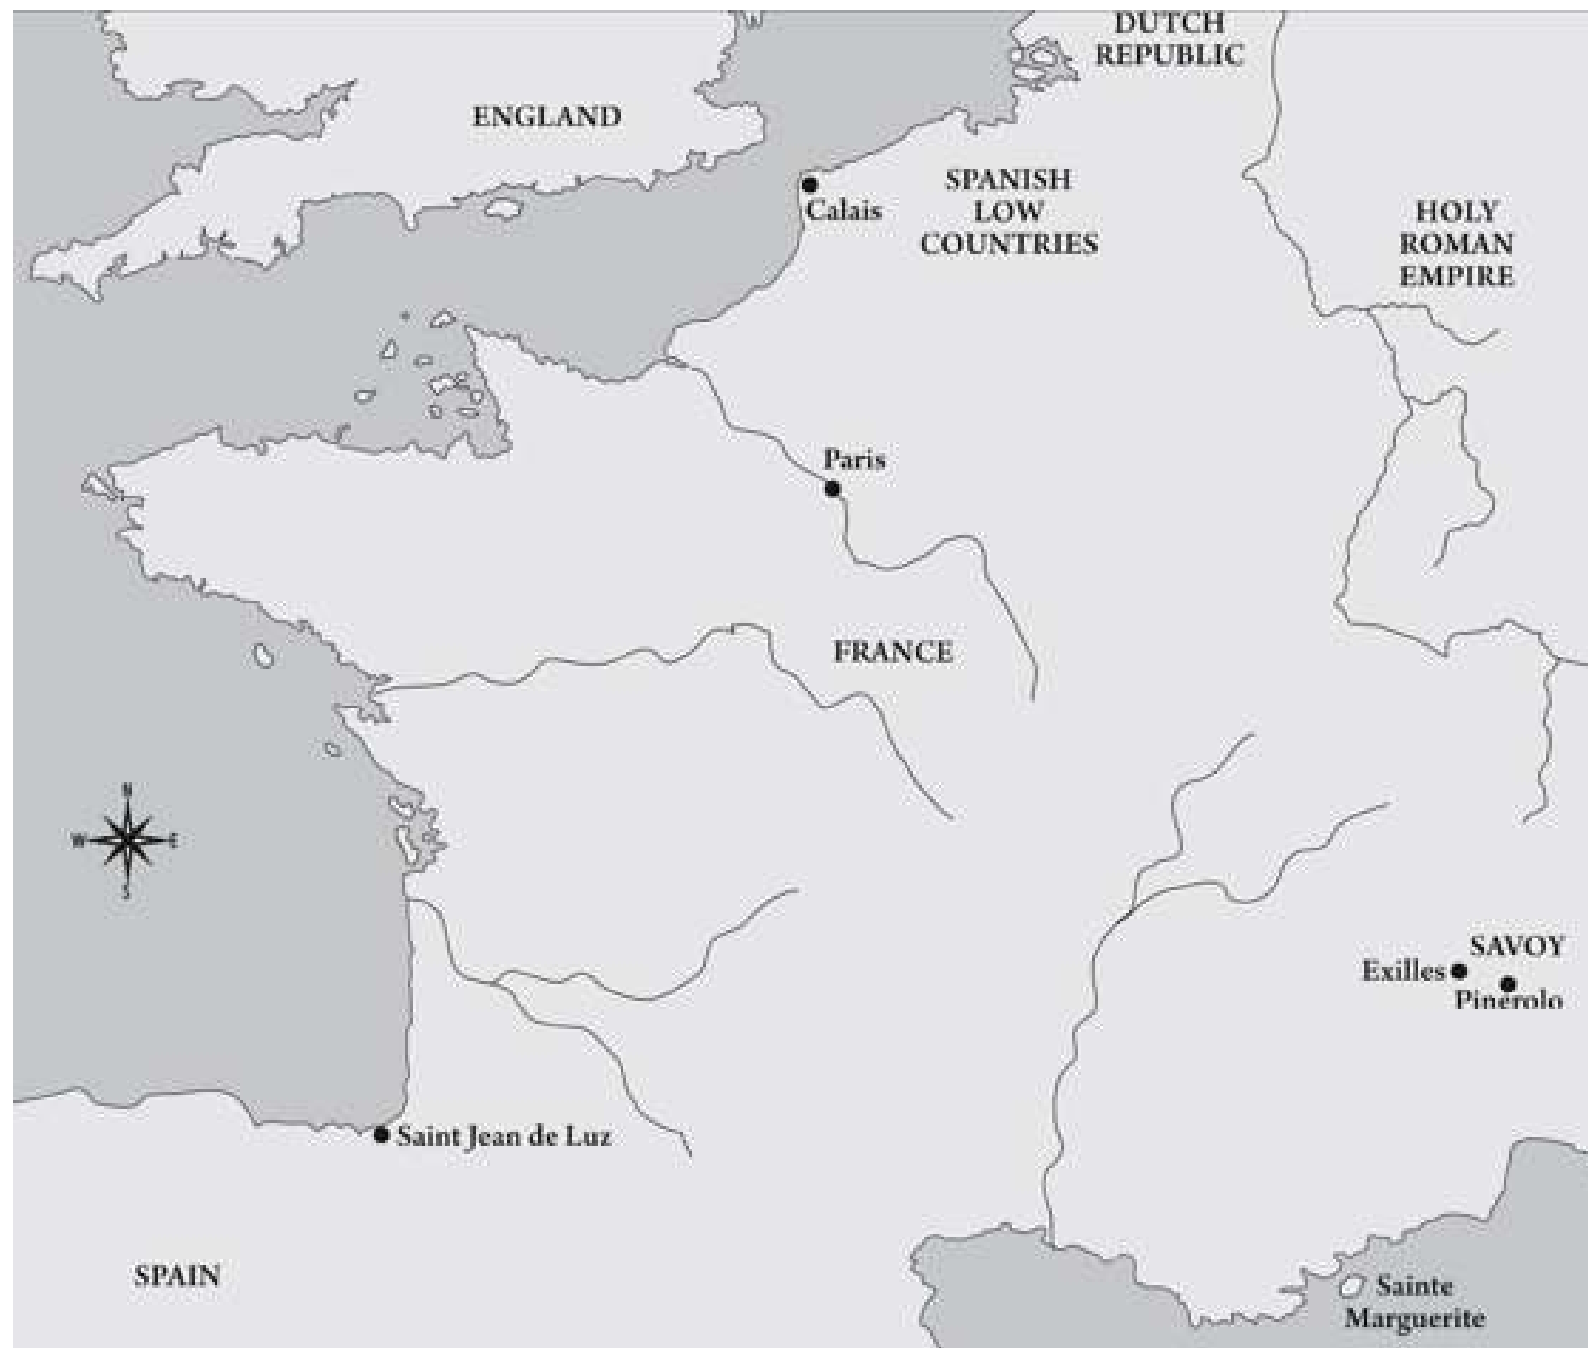 DUTCH
REPUBLIC
ENGLAND
SPANISH
LOW
COUNTRIES
Calais
HOLY
ROMAN
EMPIRE
Paris
FRANCE
N
W E
S
SAVOY
Exilles
Pinérolo
Saint Jean de Luz
SPAIN
Sainte
Marguerite